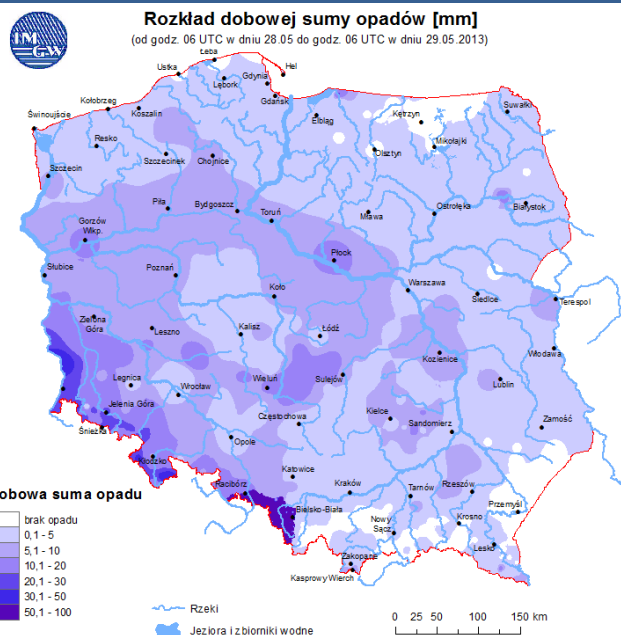 IM
GW
Rozkład dobowej sumy opadów [mm]
(od godz. 06 UTC w dniu 28.05 do godz. 06 UTC w dniu 29.05.2013)
Łeba
Ustka
Hel
Gdynia
Lębork
Kołobrzeg
Gdańsk
Suwałki
Koszalin
Świnoujście
Elbląg
Kętrzyn
Resko
Mikołajki
Olsztyn
Szczecinek
Chojnice
Szczecin
Piła
Bydgoszcz
Toruń
Mława
Ostrołęka
Białystok
Gorzów
Wlkp.
Płock
Słubice
Poznań
Koło
Warszawa
Siedlce
Terespol
Zielona
Góra
Leszno
Kalisz
Łódź
Kozienice
Włodawa
Legnica
Wrocław
Wieluń
Sulejów
Lublin
Jelenia Góra
Częstochowa
Kielce
Sandomierz
Zamość
Śnieżka
Opole
Kłodzko
Katowice
Racibórz
Kraków
Tarnów
Rzeszów
Przemyśl
Bielsko-Biała
Nowy
Sącz
Krosno
Lesko
Zakopane
Kasprowy Wierch
obowa suma opadu
brak opadu
0,1 - 5
5,1 - 10
10,1 - 20
20,1 - 30
30,1 - 50
50,1 - 100
Rzeki
Jeziora i zbiorniki wodne
0 25 50 100 150 km